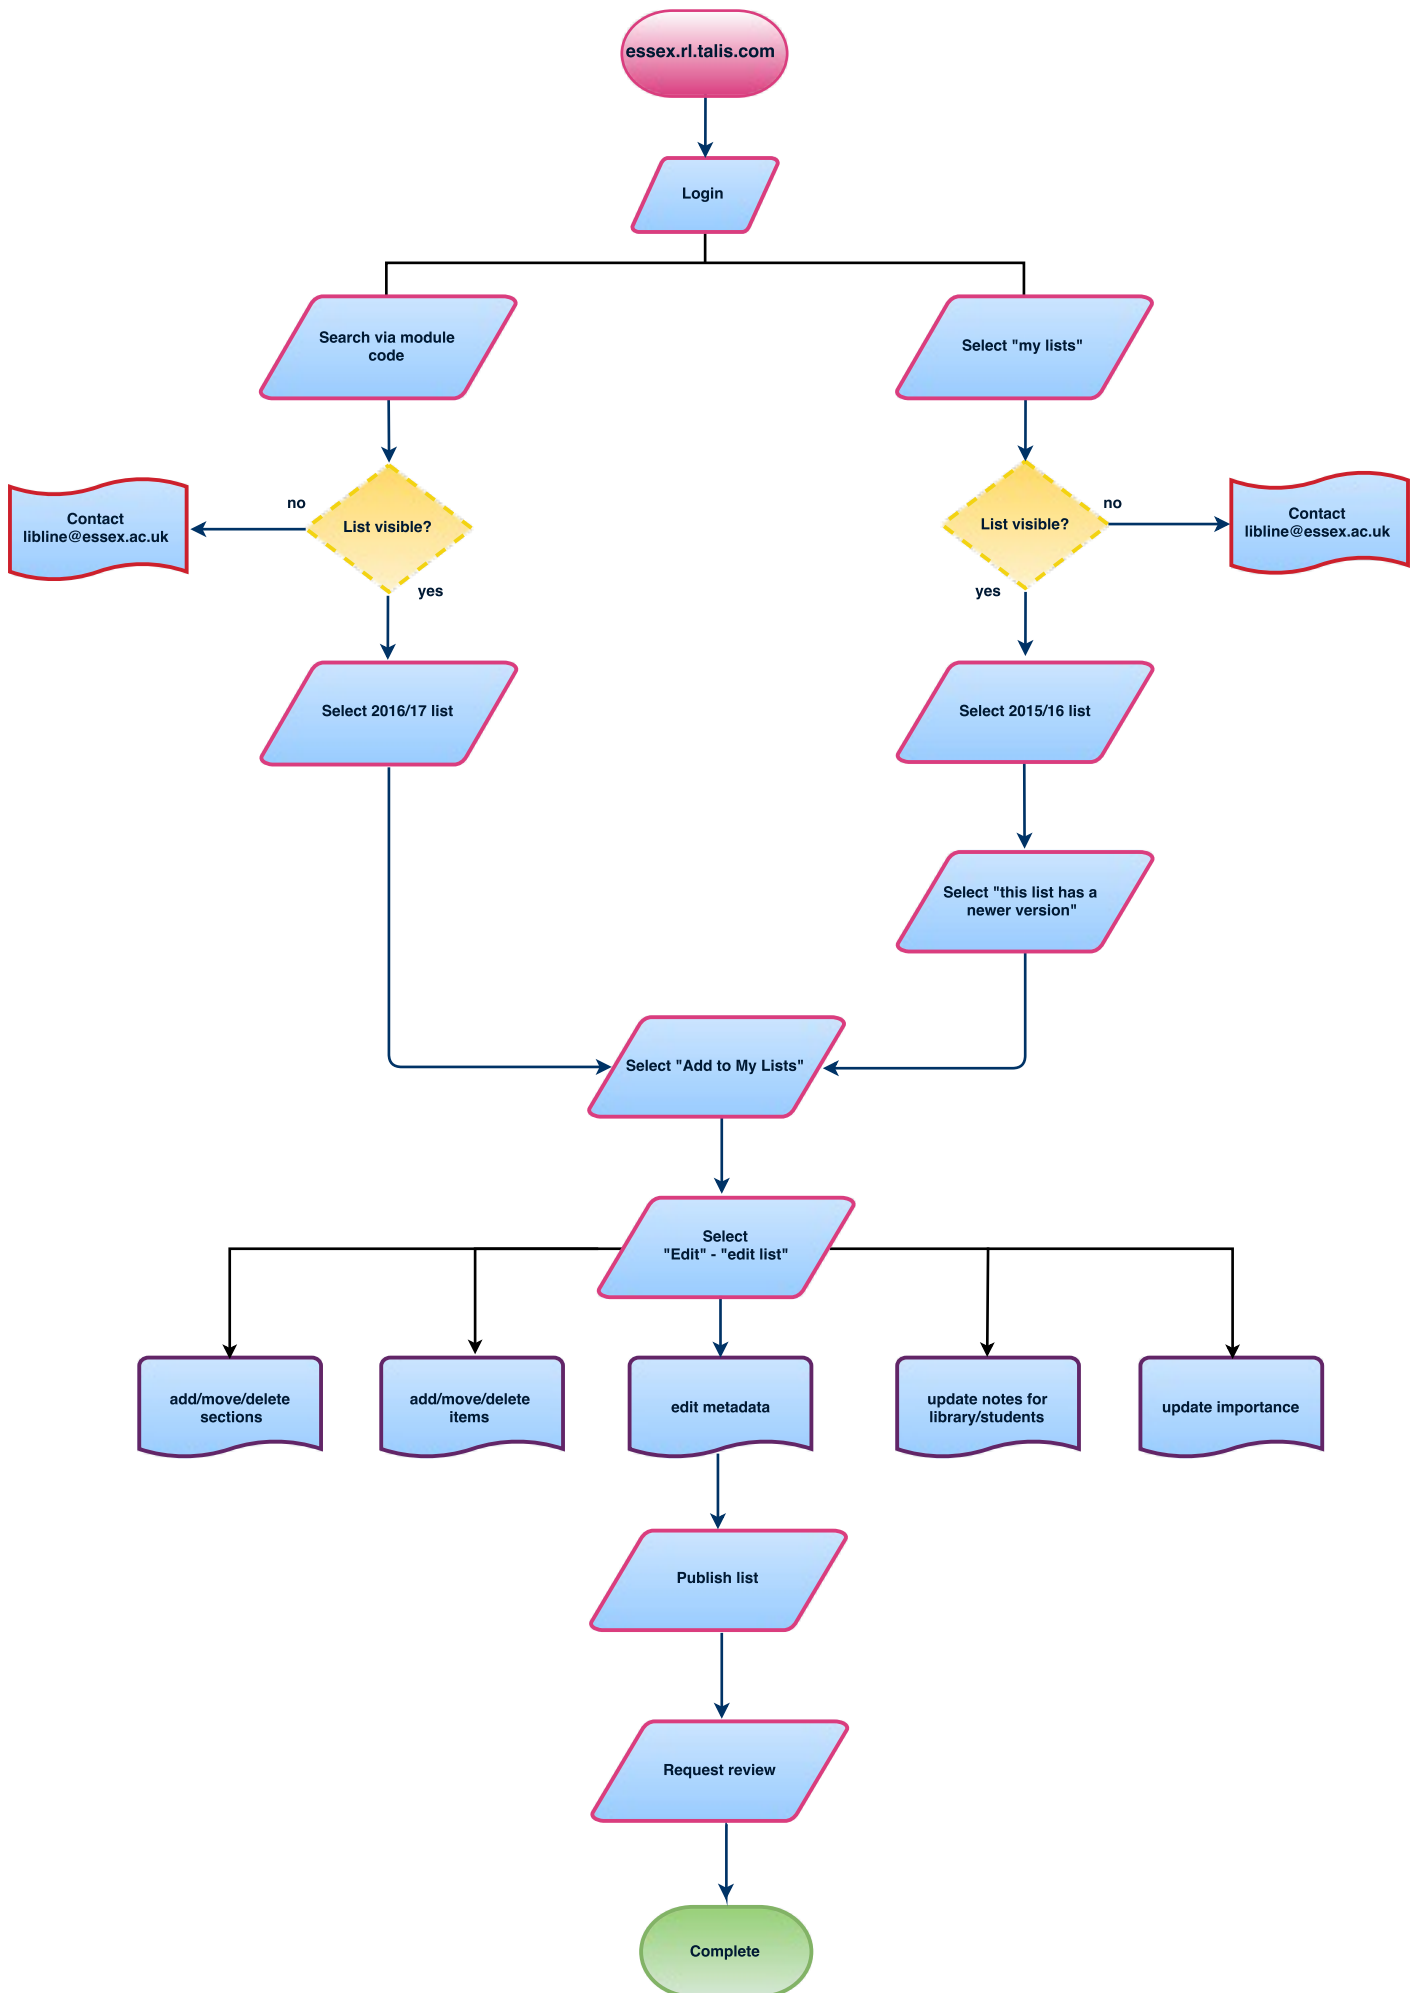 essex.rl.talis.com
Login
Search via module
code
Select "my lists"
no
List visible?
Contact
libline@essex.ac.uk
yes
List visible?
no
Contact
libline@essex.ac.uk
yes
Select 2016/17 list
Select 2015/16 list
Select "this list has a
newer version"
Select "Add to My Lists"
Select
"Edit" - "edit list"
add/move/delete
sections
add/move/delete
items
edit metadata
update notes for
library/students
update importance
Publish list
Request review
Complete